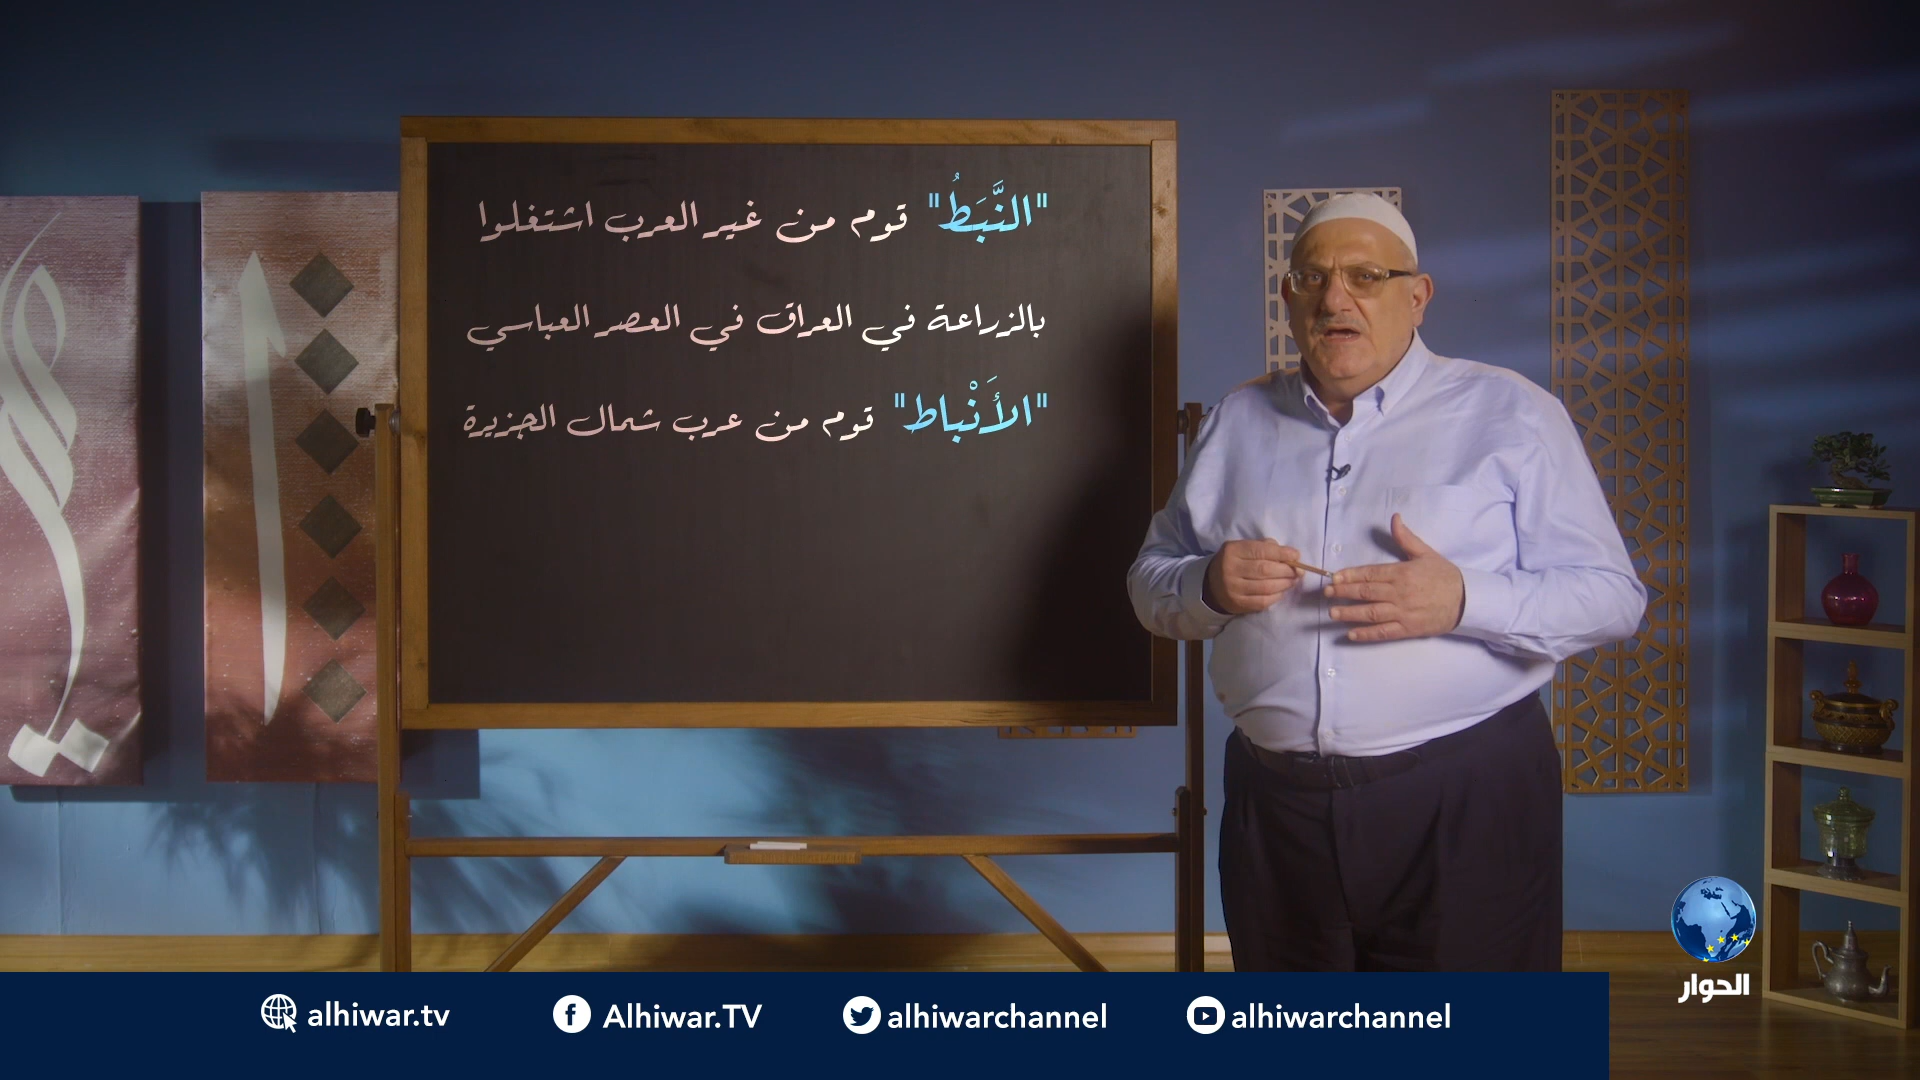 "النَّبَطُ" قوم من غير العرب اشتغلوا
بالزراعة في العراق في العصر العباسي
"الأَنْباط" قوم من عرب شمال الجزيرة
الحوار
alhiwar.tv
Alhiwar.TV
alhiwarchannel
alhiwarchannel